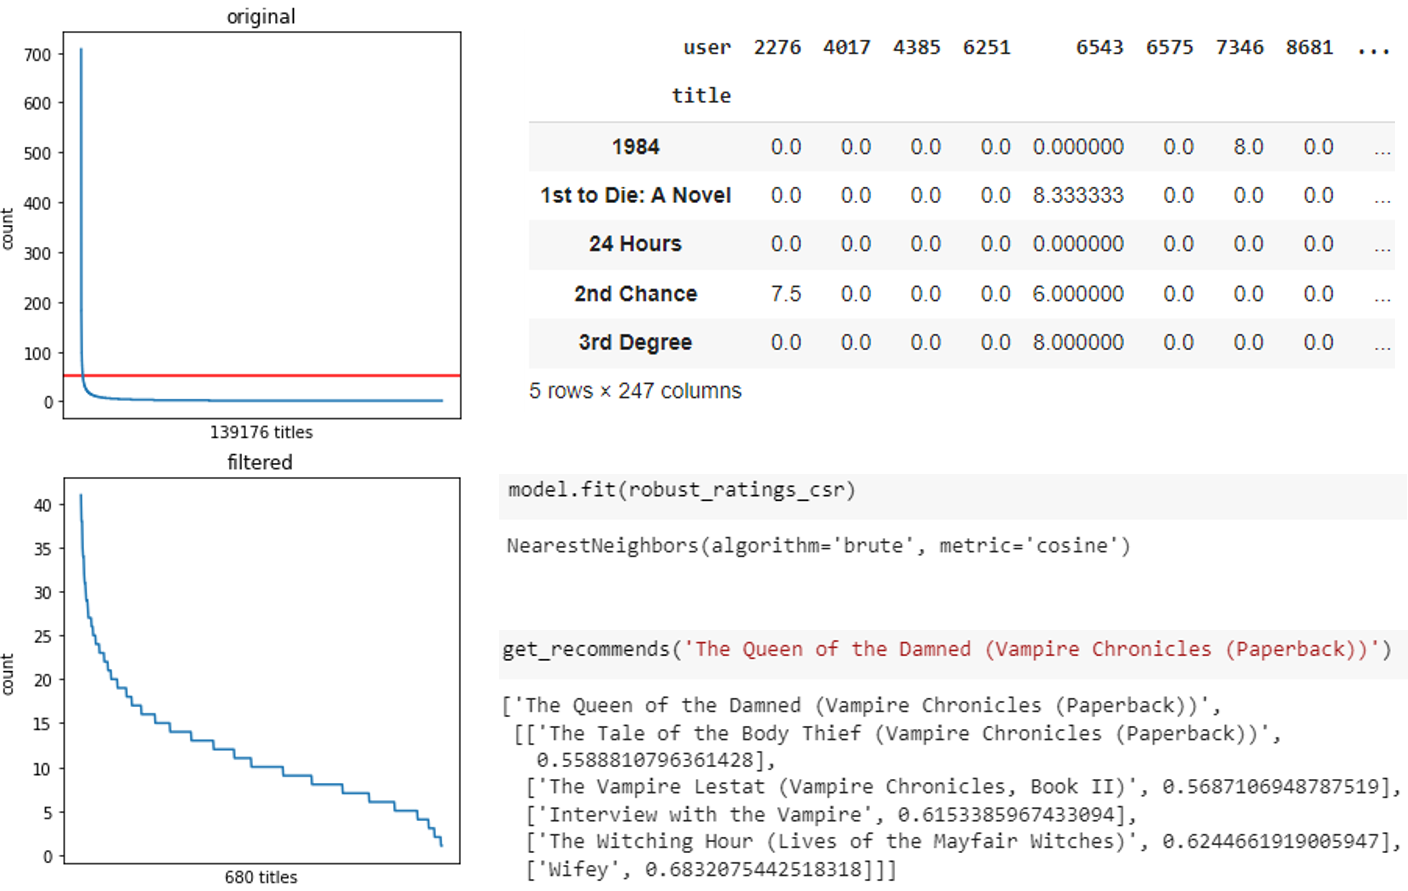 original
700
600
500
400
300
200
100
0
count
139176 titles
filtered
40
35
30
25
20
15
10
5
0
count
680 titles
user 2276 4017 4385 6251 6543 6575 7346 8681 ...
title
1984 0.0 0.0 0.0 0.0 0.000000 0.0 8.0 0.0 ...
1st to Die: A Novel 0.0 0.0 0.0 0.0 8.333333 0.0 0.0 0.0 ...
24 Hours 0.0 0.0 0.0 0.0 0.000000 0.0 0.0 0.0 ...
2nd Chance 7.5 0.0 0.0 0.0 6.000000 0.0 0.0 0.0 ...
3rd Degree 0.0 0.0 0.0 0.0 8.000000 0.0 0.0 0.0 ...
5 rows × 247 columns
model.fit(robust_ratings_csr)
NearestNeighbors(algorithm='brute', metric='cosine')
get_recommends('The Queen of the Damned (Vampire Chronicles (Paperback))')
['The Queen of the Damned (Vampire Chronicles (Paperback))',
[['The Tale of the Body Thief (Vampire Chronicles (Paperback))',
0.5588810796361428],
['The Vampire Lestat (Vampire Chronicles, Book II)', 0.5687106948787519],
['Interview with the Vampire', 0.6153385967433094],
['The Witching Hour (Lives of the Mayfair Witches)', 0.6244661919005947],
['Wifey', 0.6832075442518318]]]